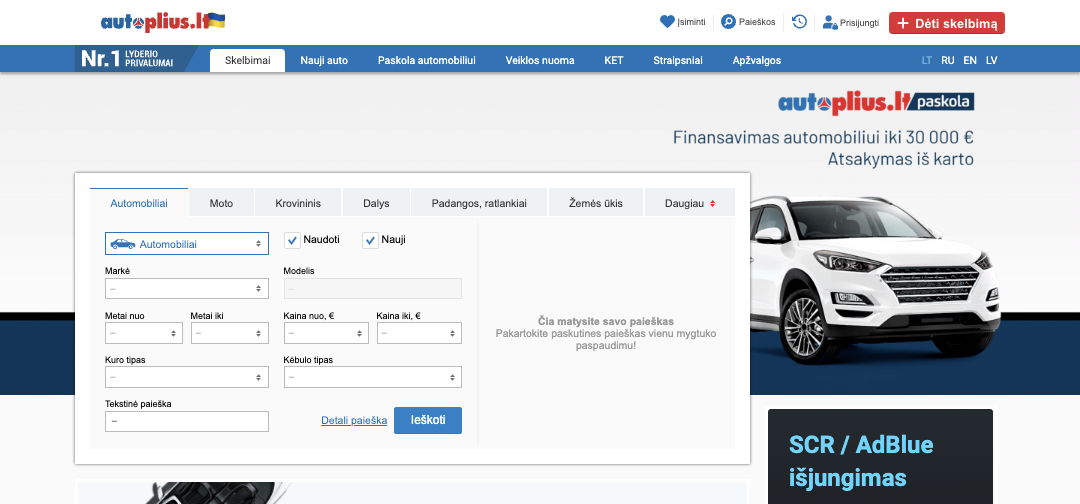 autoplius.lt
Įsiminti
Paieškos
Prisijungti
Dėti skelbimą
Nr.1 LYDERIO
PRIVALUMAI
Skelbimai
Nauji auto
Paskola automobiliui
Veiklos nuoma
KET
Straipsniai
Apžvalgos
LT RU EN LV
autoplius.lt paskola
Finansavimas automobiliui iki 30 000 €
Atsakymas iš karto
Automobiliai
Moto
Krovininis
Dalys
Padangos, ratlankiai
Žemės ūkis
Daugiau
Automobiliai
Naudoti
Nauji
Markė
Modelis
–
–
Metai nuo
Metai iki
Kaina nuo, €
Kaina iki, €
–
–
–
–
Kuro tipas
Kėbulo tipas
–
–
Tekstinė paieška
–
Detali paieška
Ieškoti
Čia matysite savo paieškas
Pakartokite paskutines paieškas vienu mygtuko
paspaudimu!
SCR / AdBlue
išjungimas